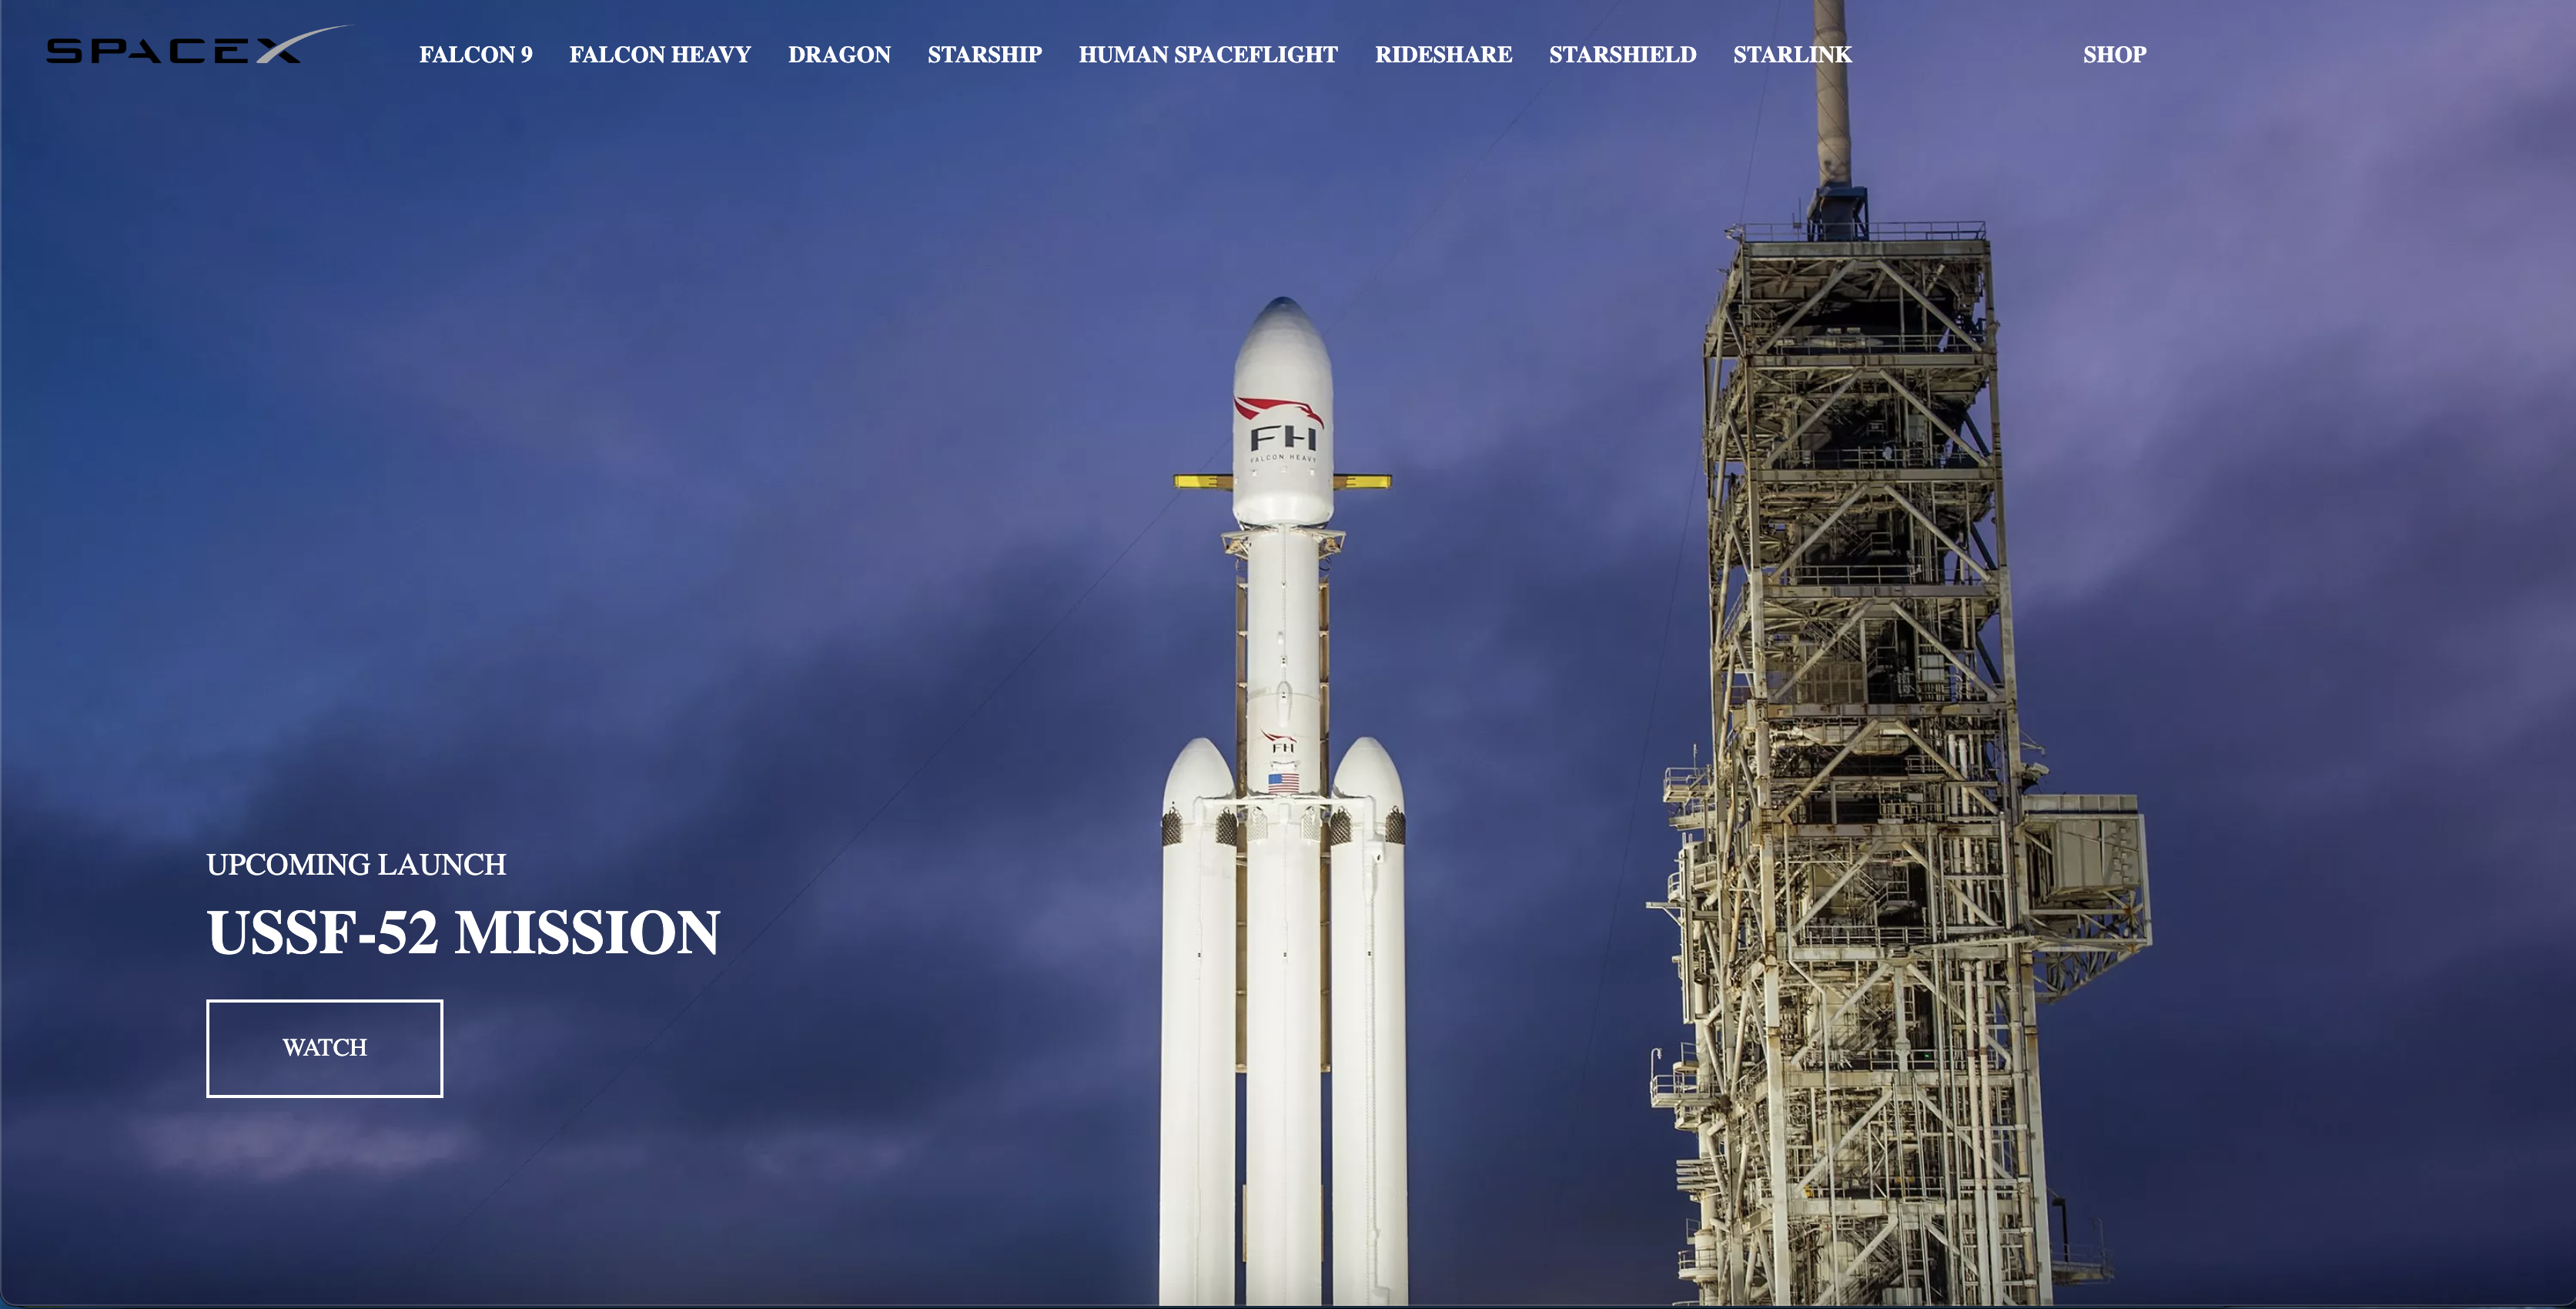 SPACEX
FALCON 9 FALCON HEAVY DRAGON STARSHIP HUMAN SPACEFLIGHT RIDESHARE STARSHIELD STARLINK SHOP
FH
FALCON HEAVY
FH
UPCOMING LAUNCH
USSF-52 MISSION
WATCH